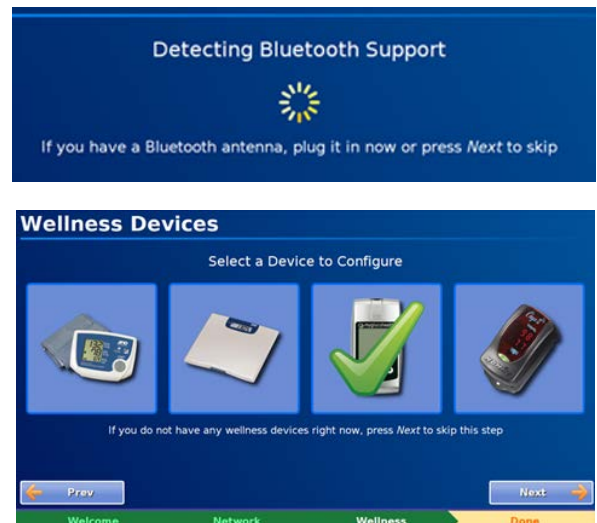 Detecting Bluetooth Support
If you have a Bluetooth antenna, plug it in now or press Next to skip
Wellness Devices
Select a Device to Configure
If you do not have any wellness devices right now, press Next to skip this step
Prev
Next
Welcome
Network
Wellness
Done